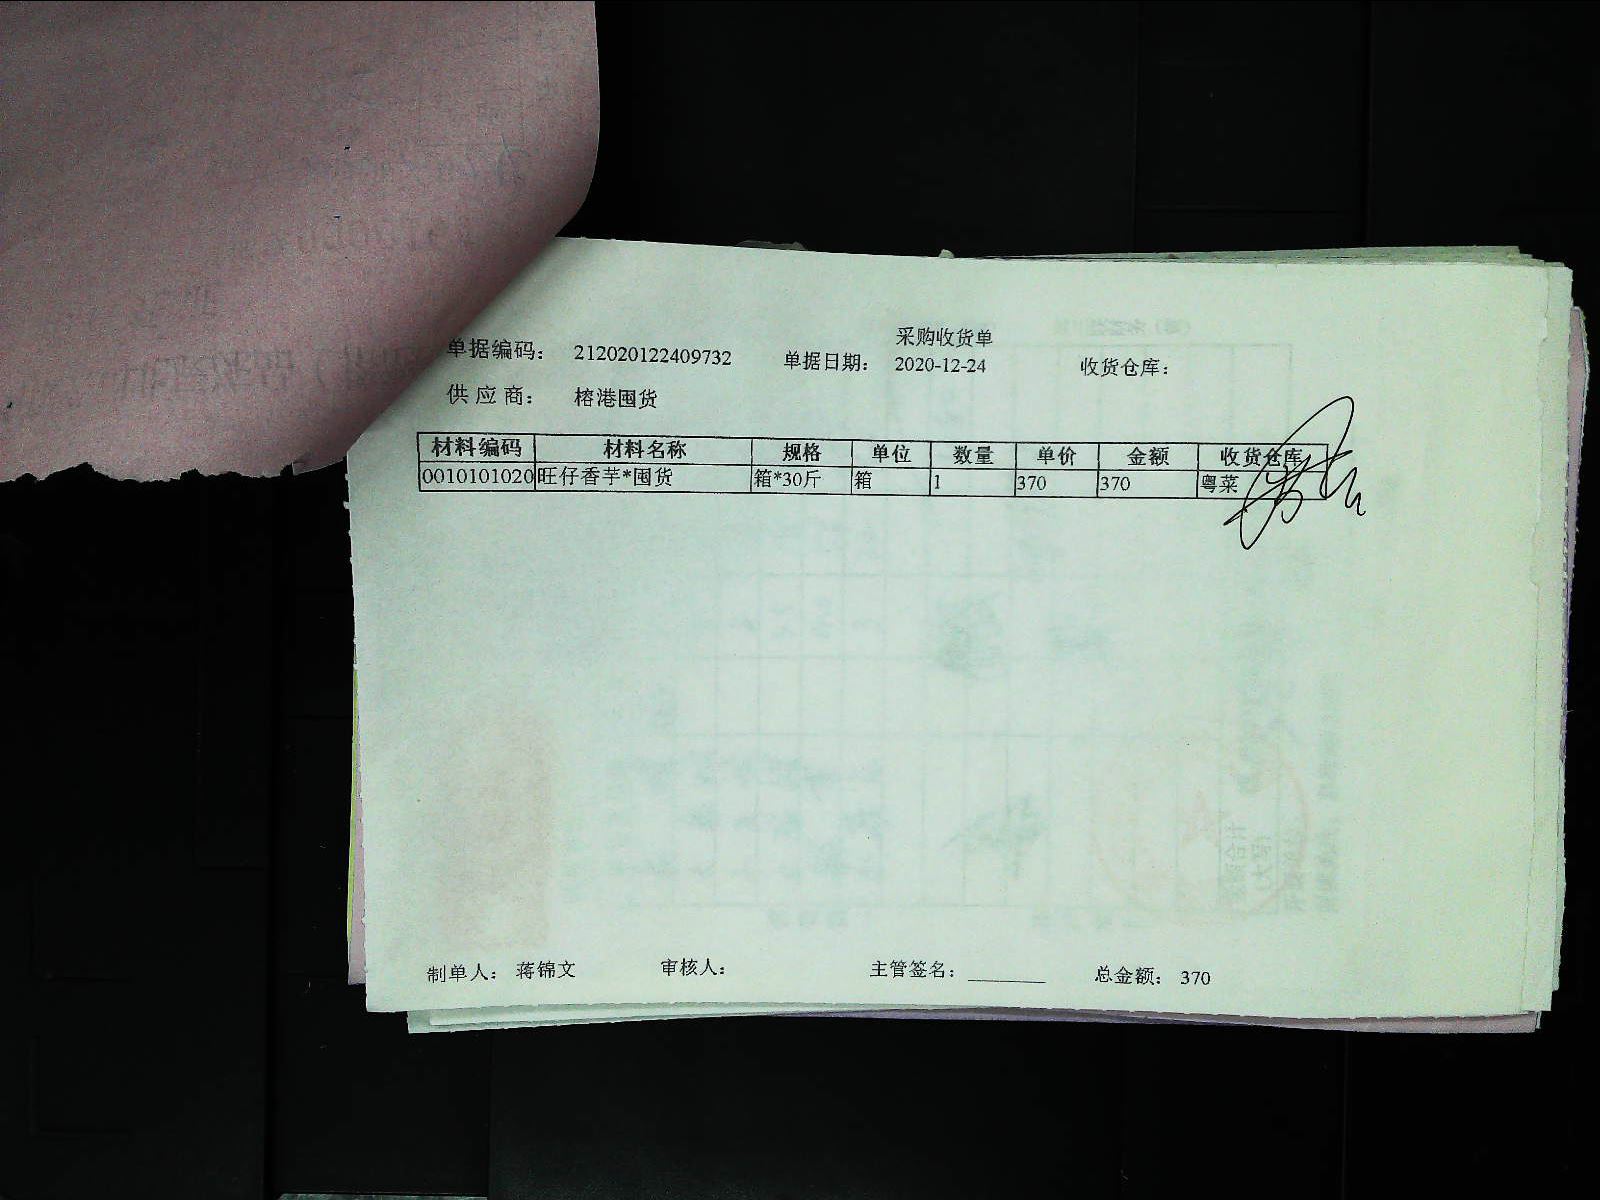 采购收货单
单据编码： 212020122409732 单据日期： 2020-12-24 收货仓库：
供 应 商： 榕港囤货
材料编码 材料名称 规格 单位 数量 单价 金额 收货仓库
0010101020 旺仔香芋*囤货 箱*30斤 箱 1 370 370 粤菜
制单人： 蒋锦文 审核人： 主管签名： ________ 总金额： 370